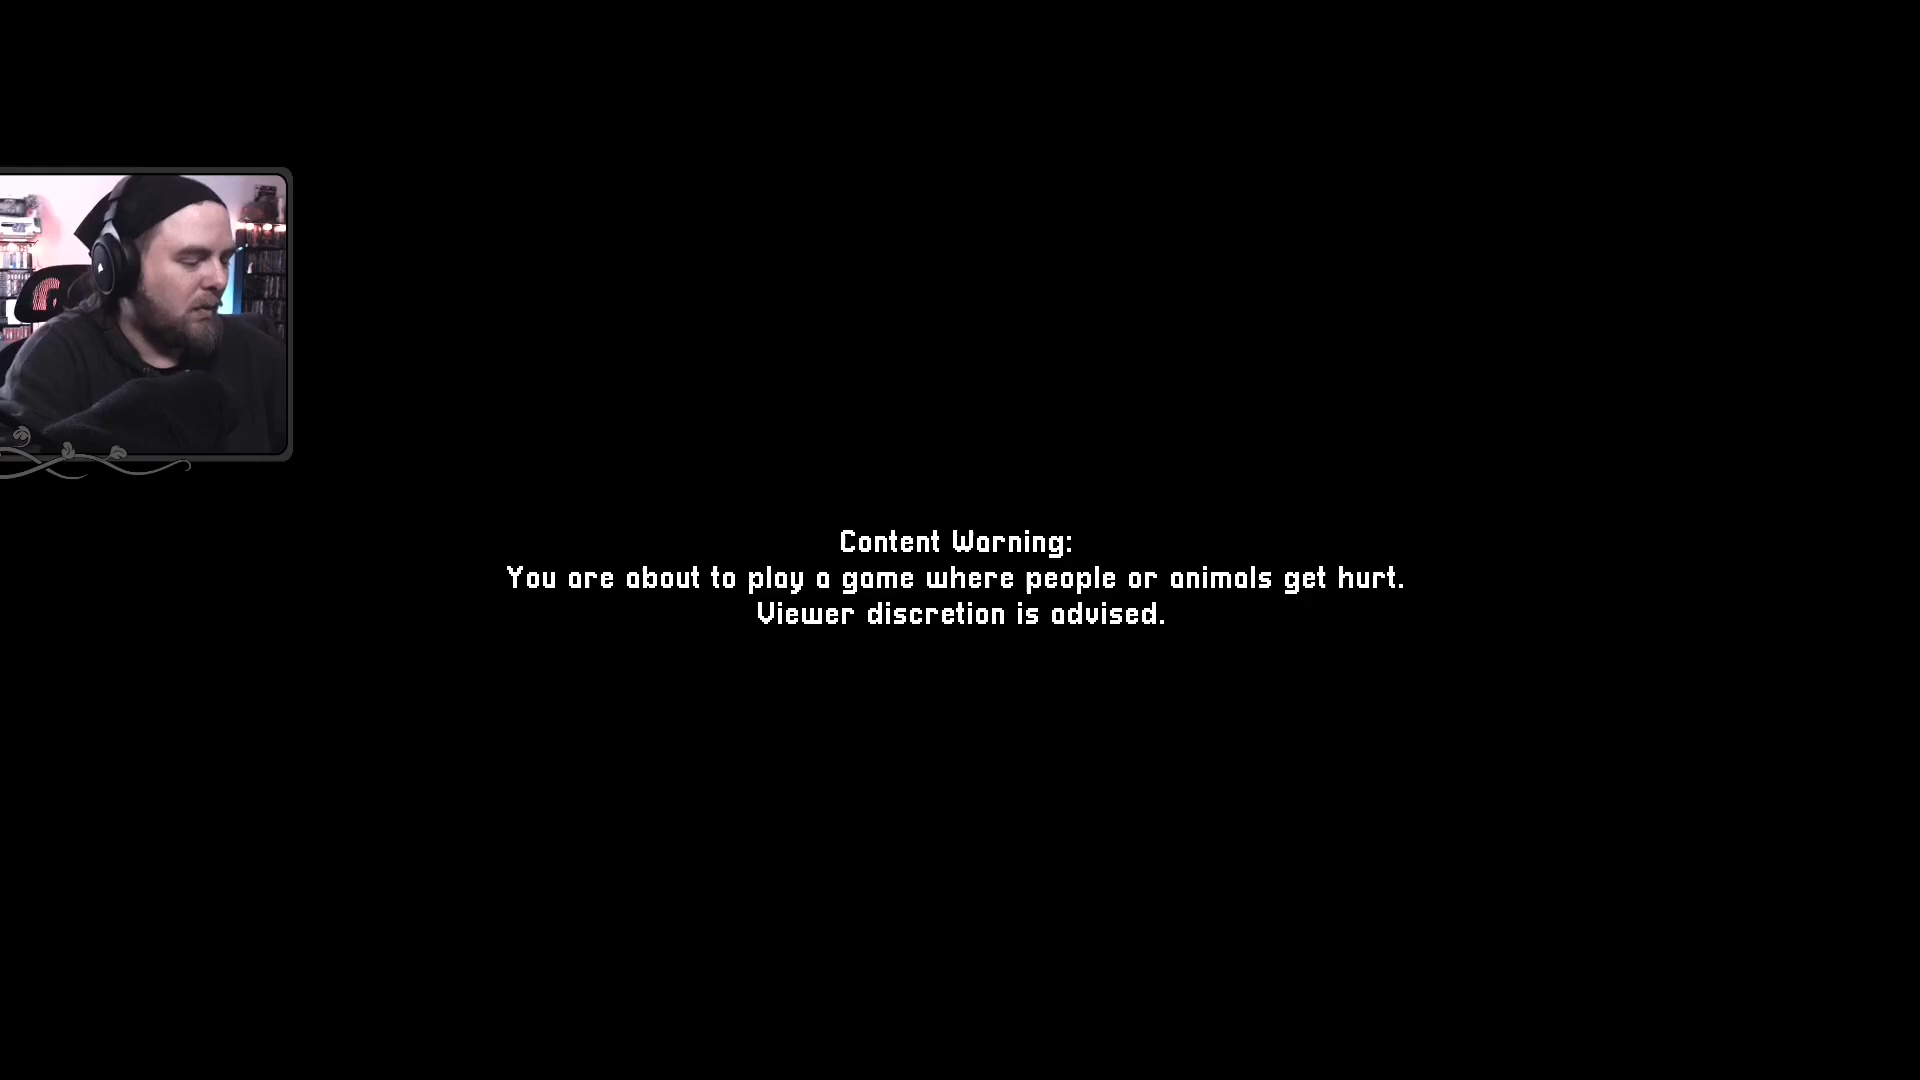 Content Warning:
You are about to play a game where people or animals get hurt.
Viewer discretion is advised.